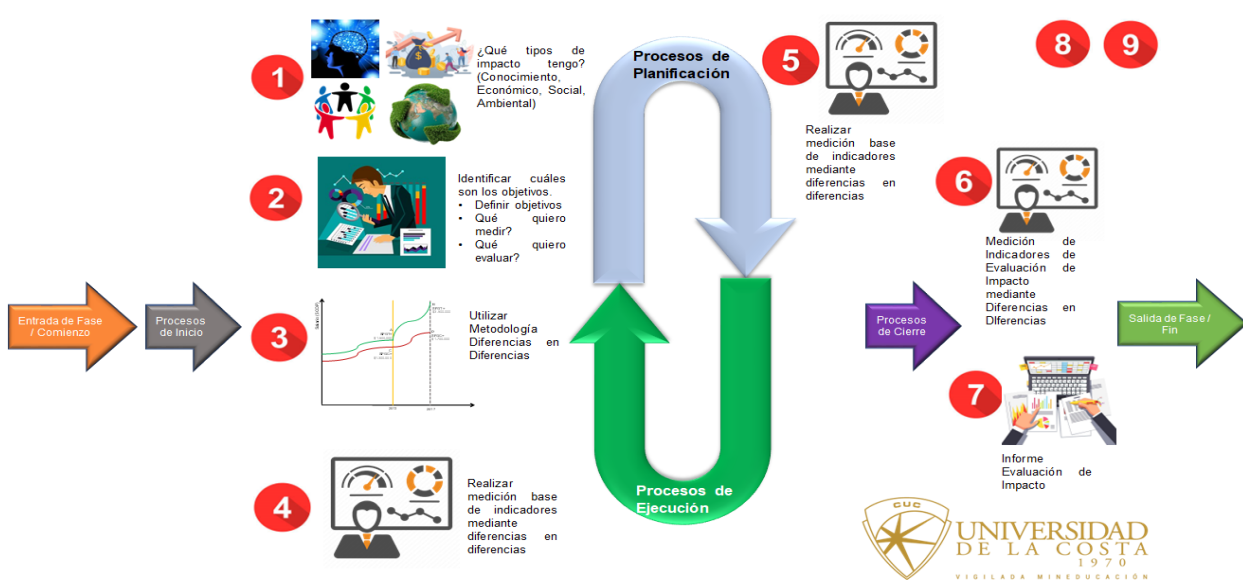 1
¿Qué tipos de
impacto tengo?
(Conocimiento,
Económico, Social,
Ambiental)
2
Identificar cuáles
son los objetivos.
• Definir objetivos
• Qué quiero
medir?
• Qué quiero
evaluar?
Entrada de Fase
/ Comienzo
Procesos
de Inicio
3
Utilizar
Metodología
Diferencias en
Diferencias
4
Realizar
medición base
de indicadores
mediante
diferencias en
diferencias
Procesos de
Planificación
Procesos de
Ejecución
5
Realizar
medición base
de indicadores
mediante
diferencias en
diferencias
8
9
6
Medición de
Indicadores de
Evaluación de
Impacto
mediante
Diferencias en
DIferencias
Procesos
de Cierre
Salida de Fase /
Fin
7
Informe
Evaluación de
Impacto
CUC
UNIVERSIDAD
DE LA COSTA
1970
VIGILADA MINEDUCACIÓN